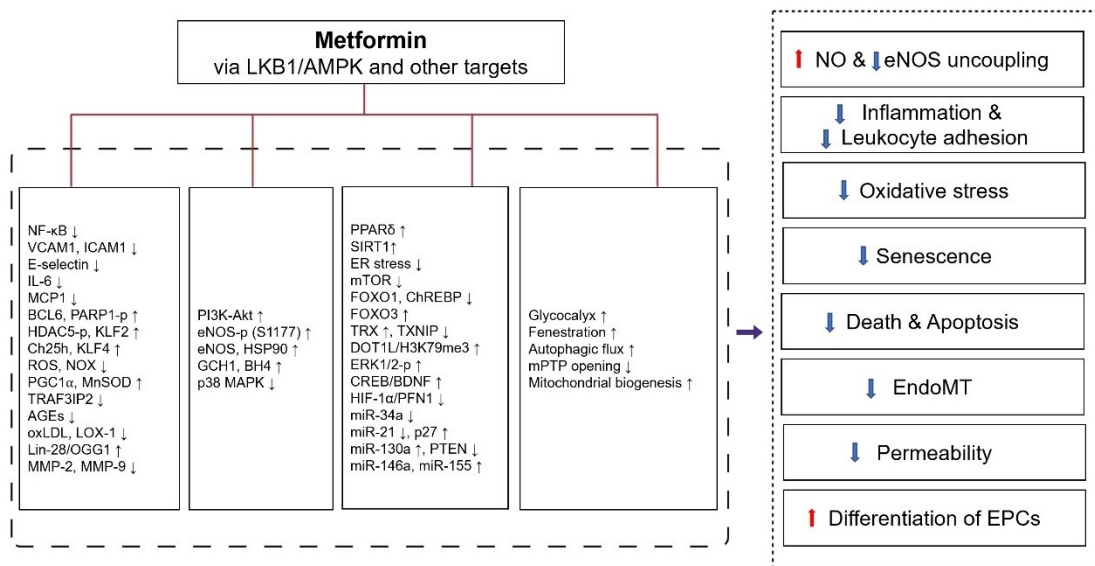 Metformin
via LKB1/AMPK and other targets
NF-κB ↓
VCAM1, ICAM1 ↓
E-selectin ↓
IL-6 ↓
MCP1 ↓
BCL6, PARP1-p ↑
HDAC5-p, KLF2 ↑
Ch25h, KLF4 ↑
ROS, NOX ↓
PGC1α, MnSOD ↑
TRAF3IP2 ↓
AGEs ↓
oxLDL, LOX-1 ↓
Lin-28/OGG1 ↑
MMP-2, MMP-9 ↓
PI3K-Akt ↑
eNOS-p (S1177) ↑
eNOS, HSP90 ↑
GCH1, BH4 ↑
p38 MAPK ↓
PPARδ ↑
SIRT1↑
ER stress ↓
mTOR ↓
FOXO1, ChREBP ↓
FOXO3 ↑
TRX ↑, TXNIP ↓
DOT1L/H3K79me3 ↑
ERK1/2-p ↑
CREB/BDNF ↑
HIF-1α/PFN1 ↓
miR-34a ↓
miR-21 ↓, p27 ↑
miR-130a ↑, PTEN ↓
miR-146a, miR-155 ↑
Glycocalyx ↑
Fenestration ↑
Autophagic flux ↑
mPTP opening ↓
Mitochondrial biogenesis ↑
↑ NO & ↓ eNOS uncoupling
↓ Inflammation &
↓ Leukocyte adhesion
↓ Oxidative stress
↓ Senescence
↓ Death & Apoptosis
↓ EndoMT
↓ Permeability
↑ Differentiation of EPCs